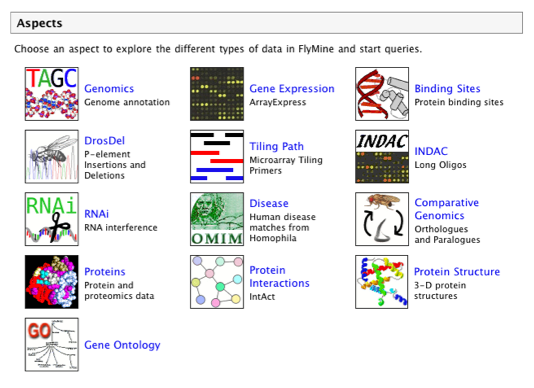 Aspects
Choose an aspect to explore the different types of data in FlyMine and start queries.
TAGC
Genomics
Genome annotation
Gene Expression
ArrayExpress
Binding Sites
Protein binding sites
DrosDel
P-element
Insertions and
Deletions
Tiling Path
Microarray Tiling
Primers
INDAC
INDAC
Long Oligos
RNAi
RNAi
RNA interference
OMIM
Disease
Human disease
matches from
Homophila
Comparative
Genomics
Orthologues
and Paralogues
Proteins
Protein and
proteomics data
Protein
Interactions
IntAct
Protein Structure
3-D protein
structures
GO
Gene Ontology